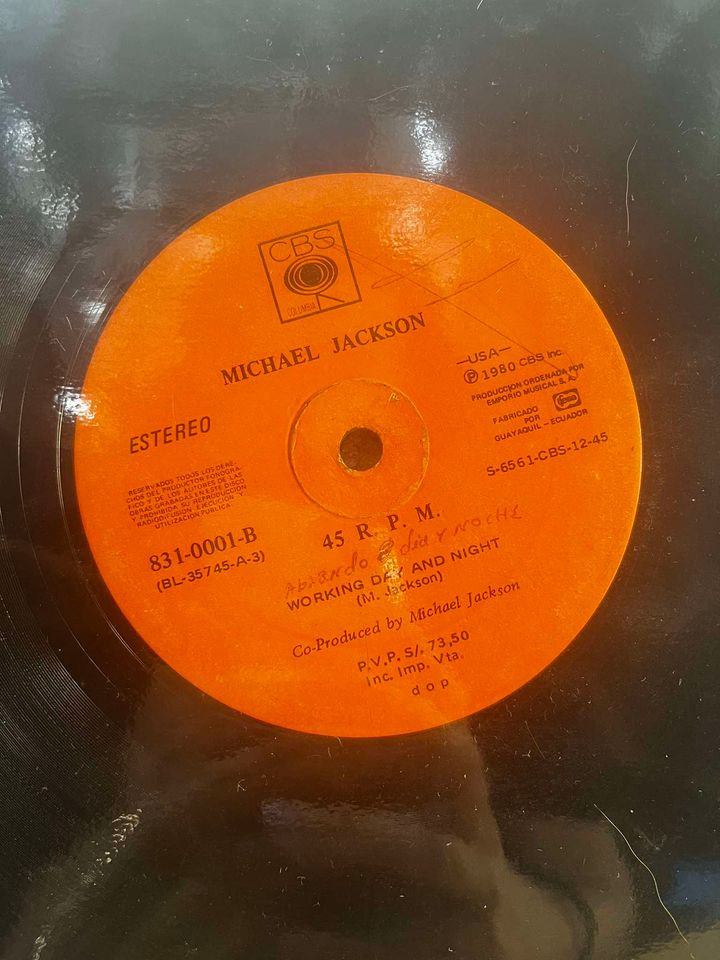 CBS
COLUMBIA
MICHAEL JACKSON
ESTEREO
—USA—
Ⓟ 1980 CBS Inc.
PRODUCCION ORDENADA POR
EMPORIO MUSICAL S. A.
FABRICADO
POR
GUAYAQUIL – ECUADOR
S-6561-CBS-12-45
RESERVADOS TODOS LOS DERE-
CHOS DEL PRODUCTOR FONOGRA-
FICO Y DE LOS AUTORES DE LAS
OBRAS GRABADAS EN ESTE DISCO
Y PROHIBIDA SU REPRODUCCION
RADIODIFUSION EJECUCION Y
UTILIZACION PUBLICA
831-0001-B
(BL-35745-A-3)
45 R. P. M.
dia y NOCHE
WORKING DAY AND NIGHT
(M. Jackson)
Co-Produced by Michael Jackson
P.V.P. S/. 73,50
Inc. Imp. Vta.
d o p